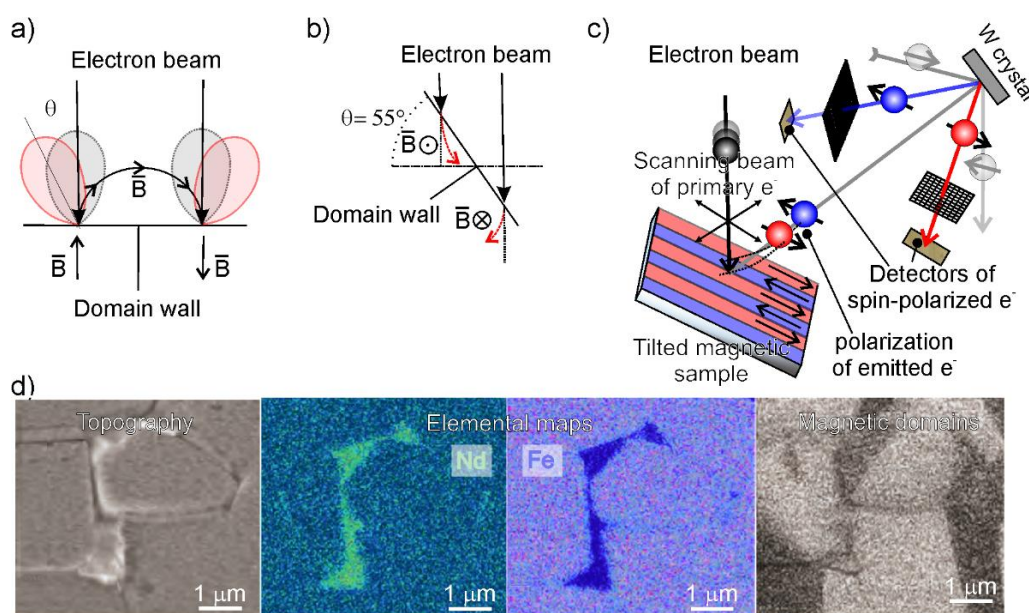 a)
Electron beam
θ
B
B
B
Domain wall
b)
Electron beam
θ= 55°
B
Domain wall
B
c)
Electron beam
W crystal
Scanning beam
of primary e⁻
Detectors of
spin-polarized e⁻
Tilted magnetic
sample
polarization
of emitted e⁻
d)
Topography
Elemental maps
Magnetic domains
Nd
Fe
1 μm
1 μm
1 μm
1 μm